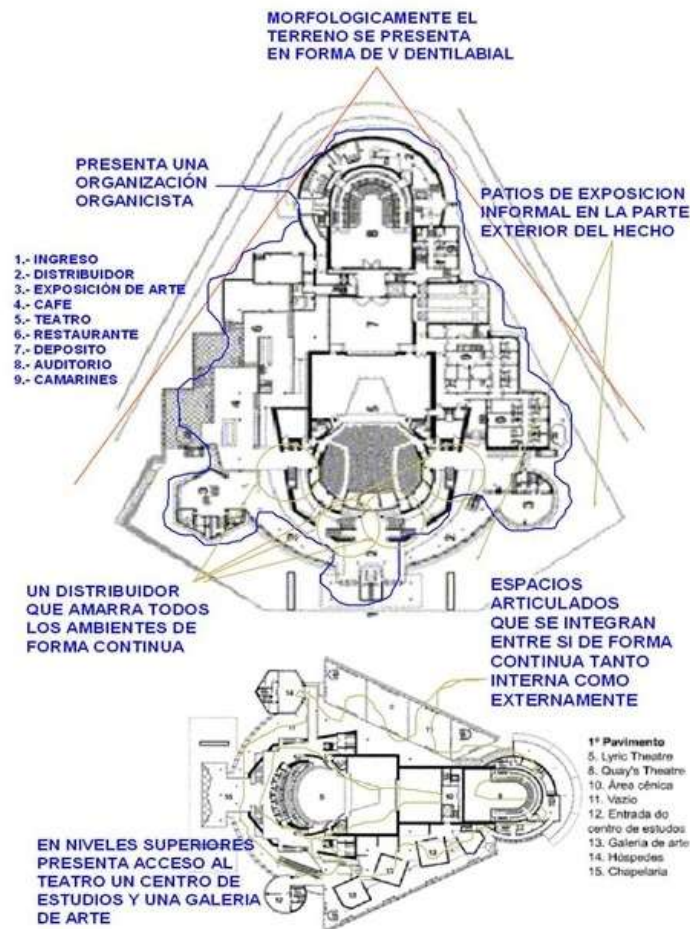 MORFOLOGICAMENTE EL
TERRENO SE PRESENTA
EN FORMA DE V DENTILABIAL
PRESENTA UNA
ORGANIZACIÓN
ORGANICISTA
PATIOS DE EXPOSICION
INFORMAL EN LA PARTE
EXTERIOR DEL HECHO
1.- INGRESO
2.- DISTRIBUIDOR
3.- EXPOSICIÓN DE ARTE
4.- CAFE
5.- TEATRO
6.- RESTAURANTE
7.- DEPOSITO
8.- AUDITORIO
9.- CAMARINES
UN DISTRIBUIDOR
QUE AMARRA TODOS
LOS AMBIENTES DE
FORMA CONTINUA
ESPACIOS
ARTICULADOS
QUE SE INTEGRAN
ENTRE SI DE FORMA
CONTINUA TANTO
INTERNA COMO
EXTERNAMENTE
1º Pavimento
5. Lyric Theatre
8. Quay's Theatre
10. Área cênica
11. Vazio
12. Entrada do
centro de estudos
13. Galeria de arte
14. Hóspedes
15. Chapelaria
EN NIVELES SUPERIORES
PRESENTA ACCESO AL
TEATRO UN CENTRO DE
ESTUDIOS Y UNA GALERIA
DE ARTE